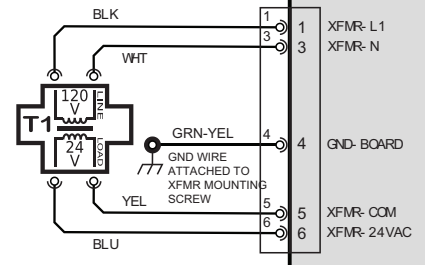 BLK
1
1
XFMR- L1
3
3
XFMR- N
WHT
120
V
LINE
T1
24
V
LOAD
GRN-YEL
4
4
GND- BOARD
GND WIRE
ATTACHED TO
XFMR MOUNTING
SCREW
YEL
5
5
XFMR- COM
6
6
XFMR- 24VAC
BLU